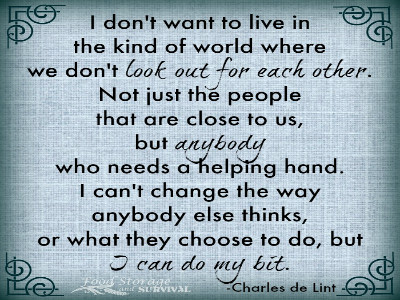 I don't want to live in
the kind of world where
we don't look out for each other.
Not just the people
that are close to us,
but anybody
who needs a helping hand.
I can't change the way
anybody else thinks,
or what they choose to do, but
I can do my bit.
Food Storage
and SURVIVAL
-Charles de Lint